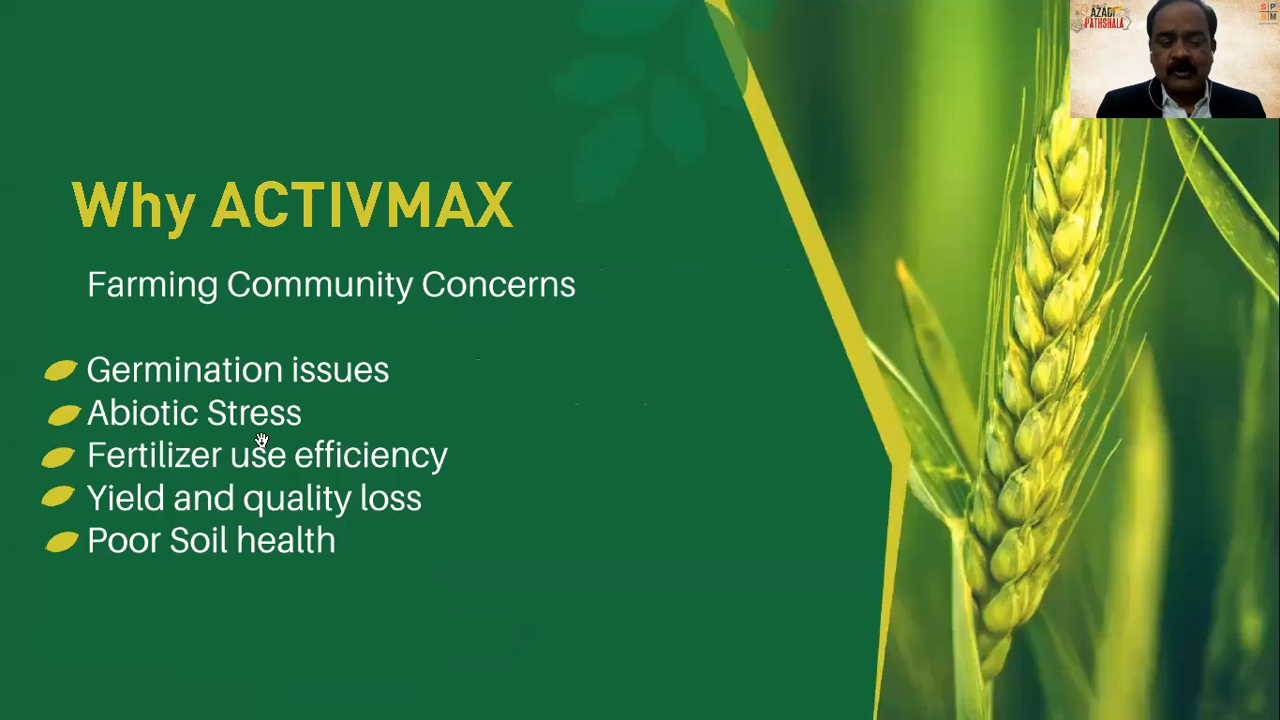 AZADI
PATHSHALA
S P
S M
Why ACTIVMAX
Farming Community Concerns
Germination issues
Abiotic Stress
Fertilizer use efficiency
Yield and quality loss
Poor Soil health